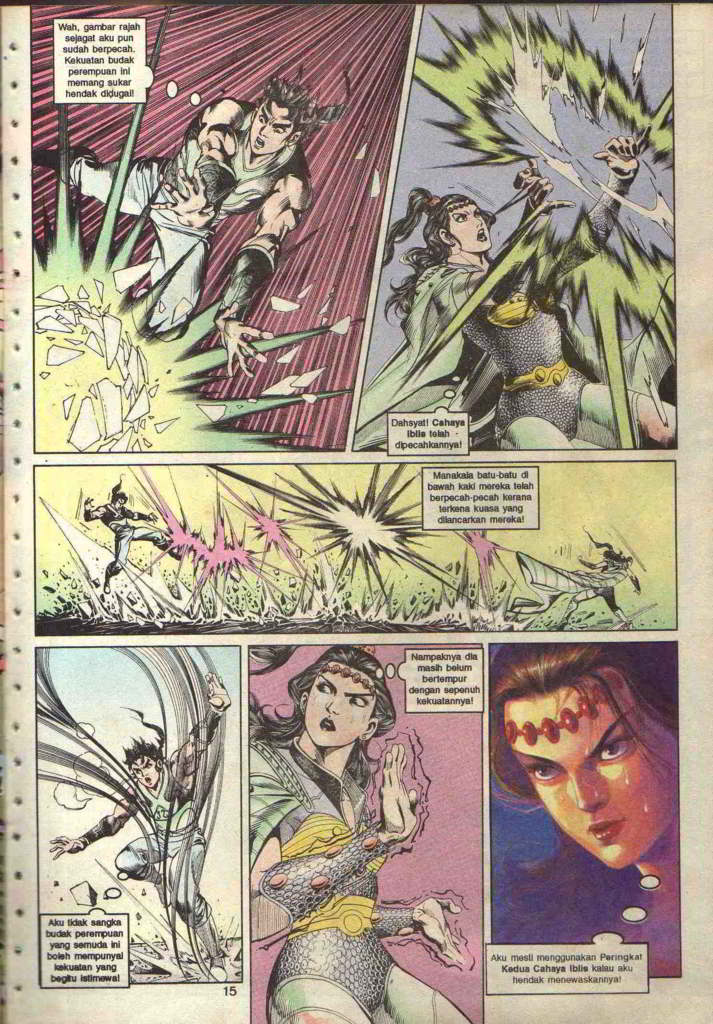 Wah, gambar rajah
sejagat aku pun
sudah berpecah.
Kekuatan budak
perempuan ini
memang sukar
hendak diduga!!
Dahsyat! Cahaya
Iblis telah
dipecahkannya!
Manakala batu-batu di
bawah kaki mereka telah
berpecah-pecah kerana
terkena kuasa yang
dilancarkan mereka!
Aku tidak sangka
budak perempuan
yang semuda ini
boleh mempunyai
kekuatan yang
begitu istimewa!
Nampaknya dia
masih belum
bertempur
dengan sepenuh
kekuatannya!
Aku mesti menggunakan Peringkat
Kedua Cahaya Iblis kalau aku
hendak menewaskannya!
15